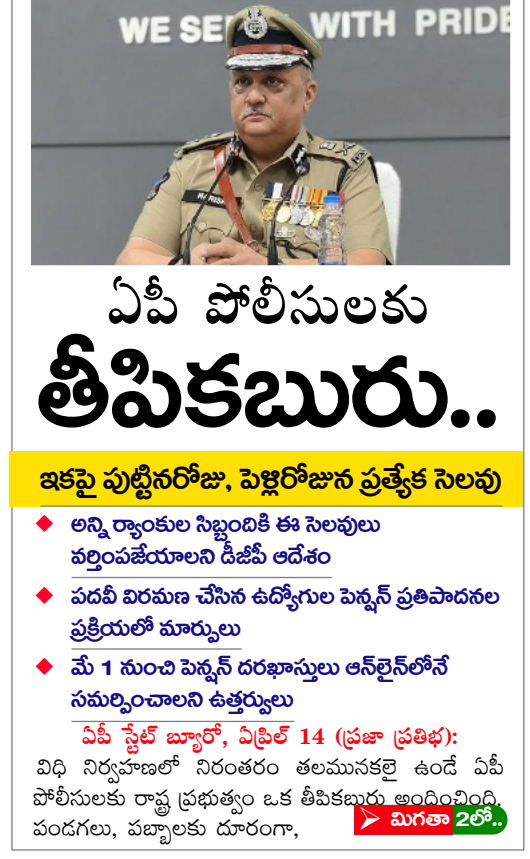 WE SE WITH PRIDE
ఏపీ పోలీసులకు
తీపికబురు..
ఇకపై పుట్టినరోజు, పెళ్లిరోజున ప్రత్యేక సెలవు
అన్ని ర్యాంకుల సిబ్బందికి ఈ సెలవులు
వర్తింపజేయాలని డీజీపీ ఆదేశం
పదవీ విరమణ చేసిన ఉద్యోగుల పెన్షన్ ప్రతిపాదనల
ప్రక్రియలో మార్పులు
మే 1 నుంచి పెన్షన్ దరఖాస్తులు ఆన్‌లైన్‌లోనే
సమర్పించాలని ఉత్తర్వులు
ఏపీ స్టేట్ బ్యూరో, ఏప్రిల్ 14 (ప్రజా ప్రతిభ):
విధి నిర్వహణలో నిరంతరం తలమునకలై ఉండే ఏపీ
పోలీసులకు రాష్ట్ర ప్రభుత్వం ఒక తీపికబురు అందించింది.
పండగలు, పబ్బాలకు దూరంగా,
మిగతా 2లో..